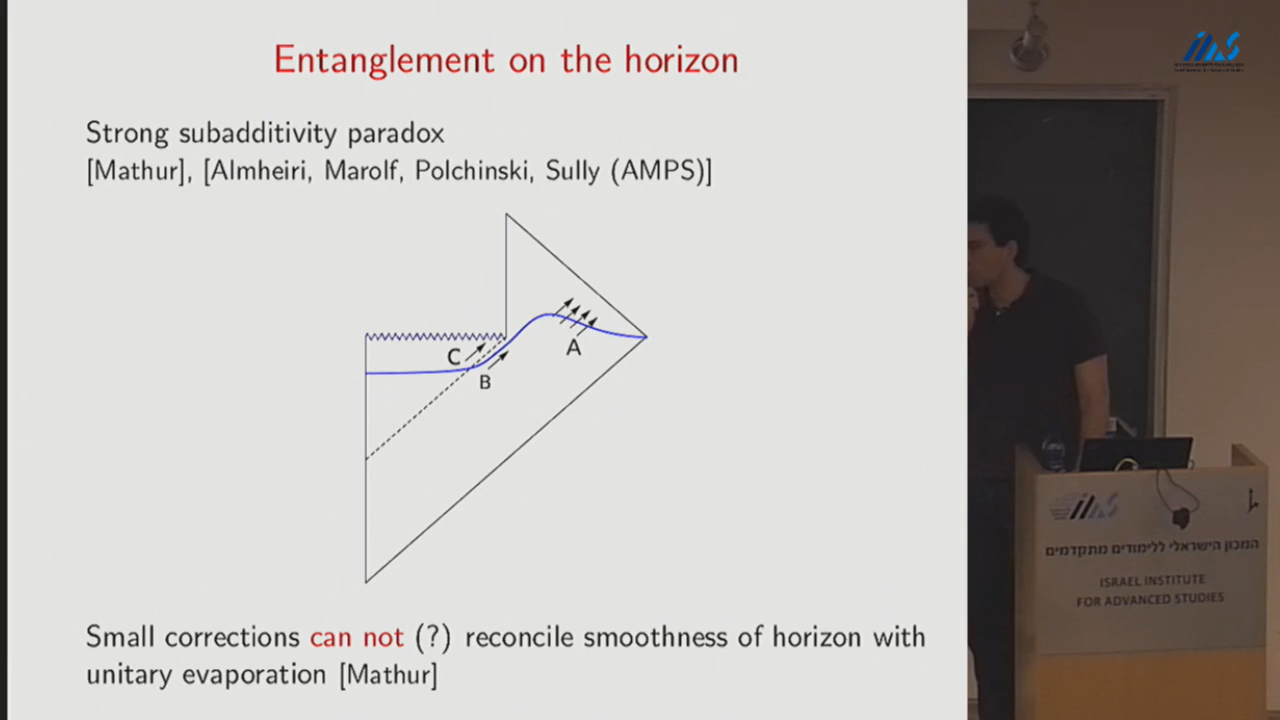 Entanglement on the horizon
Strong subadditivity paradox
[Mathur], [Almheiri, Marolf, Polchinski, Sully (AMPS)]
C
B
A
Small corrections can not (?) reconcile smoothness of horizon with
unitary evaporation [Mathur]
המכון הישראלי ללימודים מתקדמים
ISRAEL INSTITUTE
FOR ADVANCED STUDIES